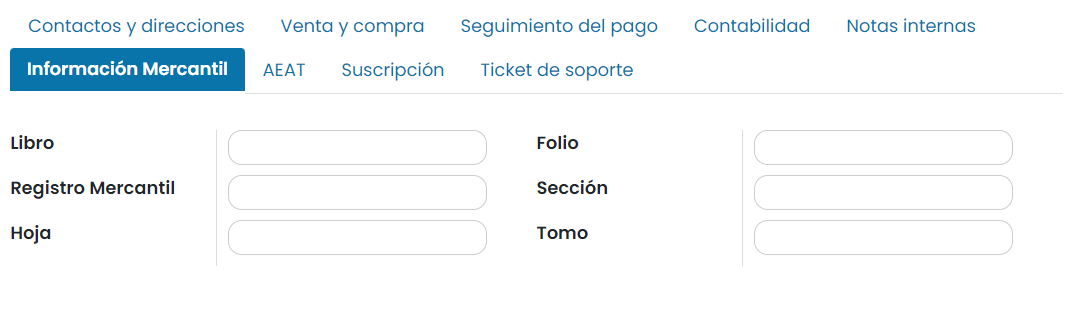 Contactos y direcciones Venta y compra Seguimiento del pago Contabilidad Notas internas
Información Mercantil AEAT Suscripción Ticket de soporte
Libro Folio
Registro Mercantil Sección
Hoja Tomo